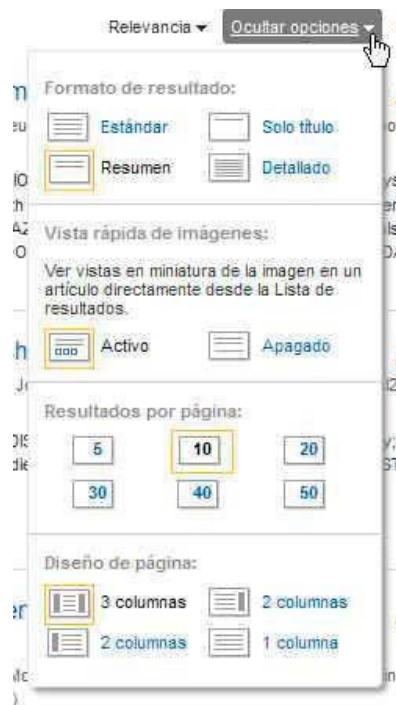 Relevancia Ocultar opciones
Formato de resultado:
Estándar Solo título
Resumen Detallado
Vista rápida de imágenes:
Ver vistas en miniatura de la imagen en un
artículo directamente desde la Lista de
resultados.
Activo Apagado
Resultados por página:
5 10 20
30 40 50
Diseño de página:
3 columnas 2 columnas
2 columnas 1 columna